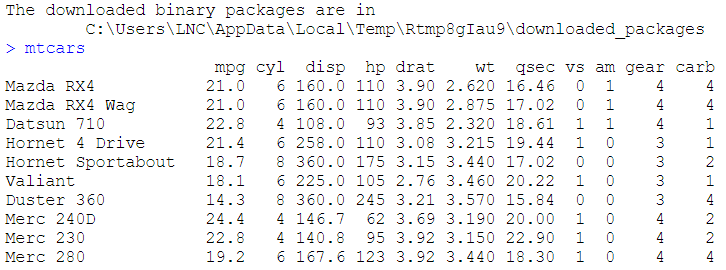 The downloaded binary packages are in
        C:\Users\LNC\AppData\Local\Temp\Rtmp8gIau9\downloaded_packages
> mtcars
                     mpg cyl  disp  hp drat    wt  qsec vs am gear carb
Mazda RX4           21.0   6 160.0 110 3.90 2.620 16.46  0  1    4    4
Mazda RX4 Wag       21.0   6 160.0 110 3.90 2.875 17.02  0  1    4    4
Datsun 710          22.8   4 108.0  93 3.85 2.320 18.61  1  1    4    1
Hornet 4 Drive      21.4   6 258.0 110 3.08 3.215 19.44  1  0    3    1
Hornet Sportabout   18.7   8 360.0 175 3.15 3.440 17.02  0  0    3    2
Valiant             18.1   6 225.0 105 2.76 3.460 20.22  1  0    3    1
Duster 360          14.3   8 360.0 245 3.21 3.570 15.84  0  0    3    4
Merc 240D           24.4   4 146.7  62 3.69 3.190 20.00  1  0    4    2
Merc 230            22.8   4 140.8  95 3.92 3.150 22.90  1  0    4    2
Merc 280            19.2   6 167.6 123 3.92 3.440 18.30  1  0    4    4